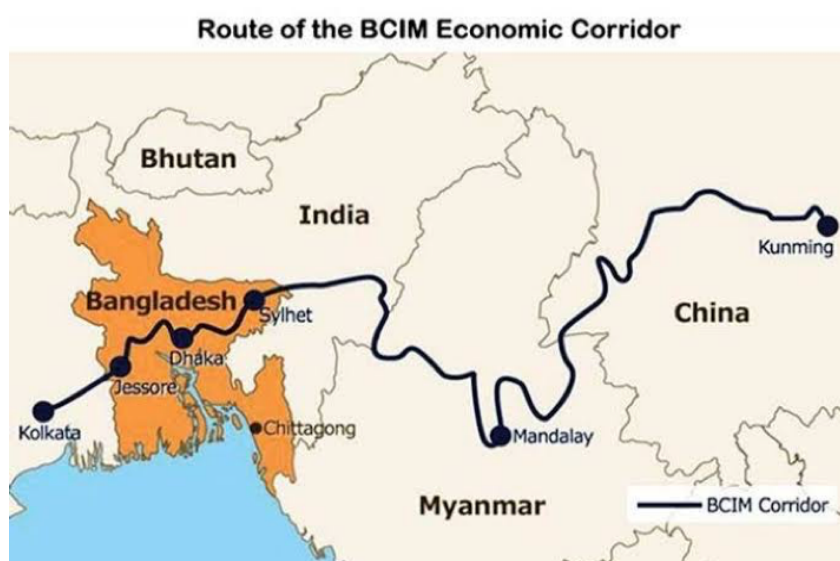 Route of the BCIM Economic Corridor
Bhutan
India
Kunming
Bangladesh
Sylhet
China
Dhaka
Jessore
Kolkata
Chittagong
Mandalay
Myanmar
BCIM Corridor